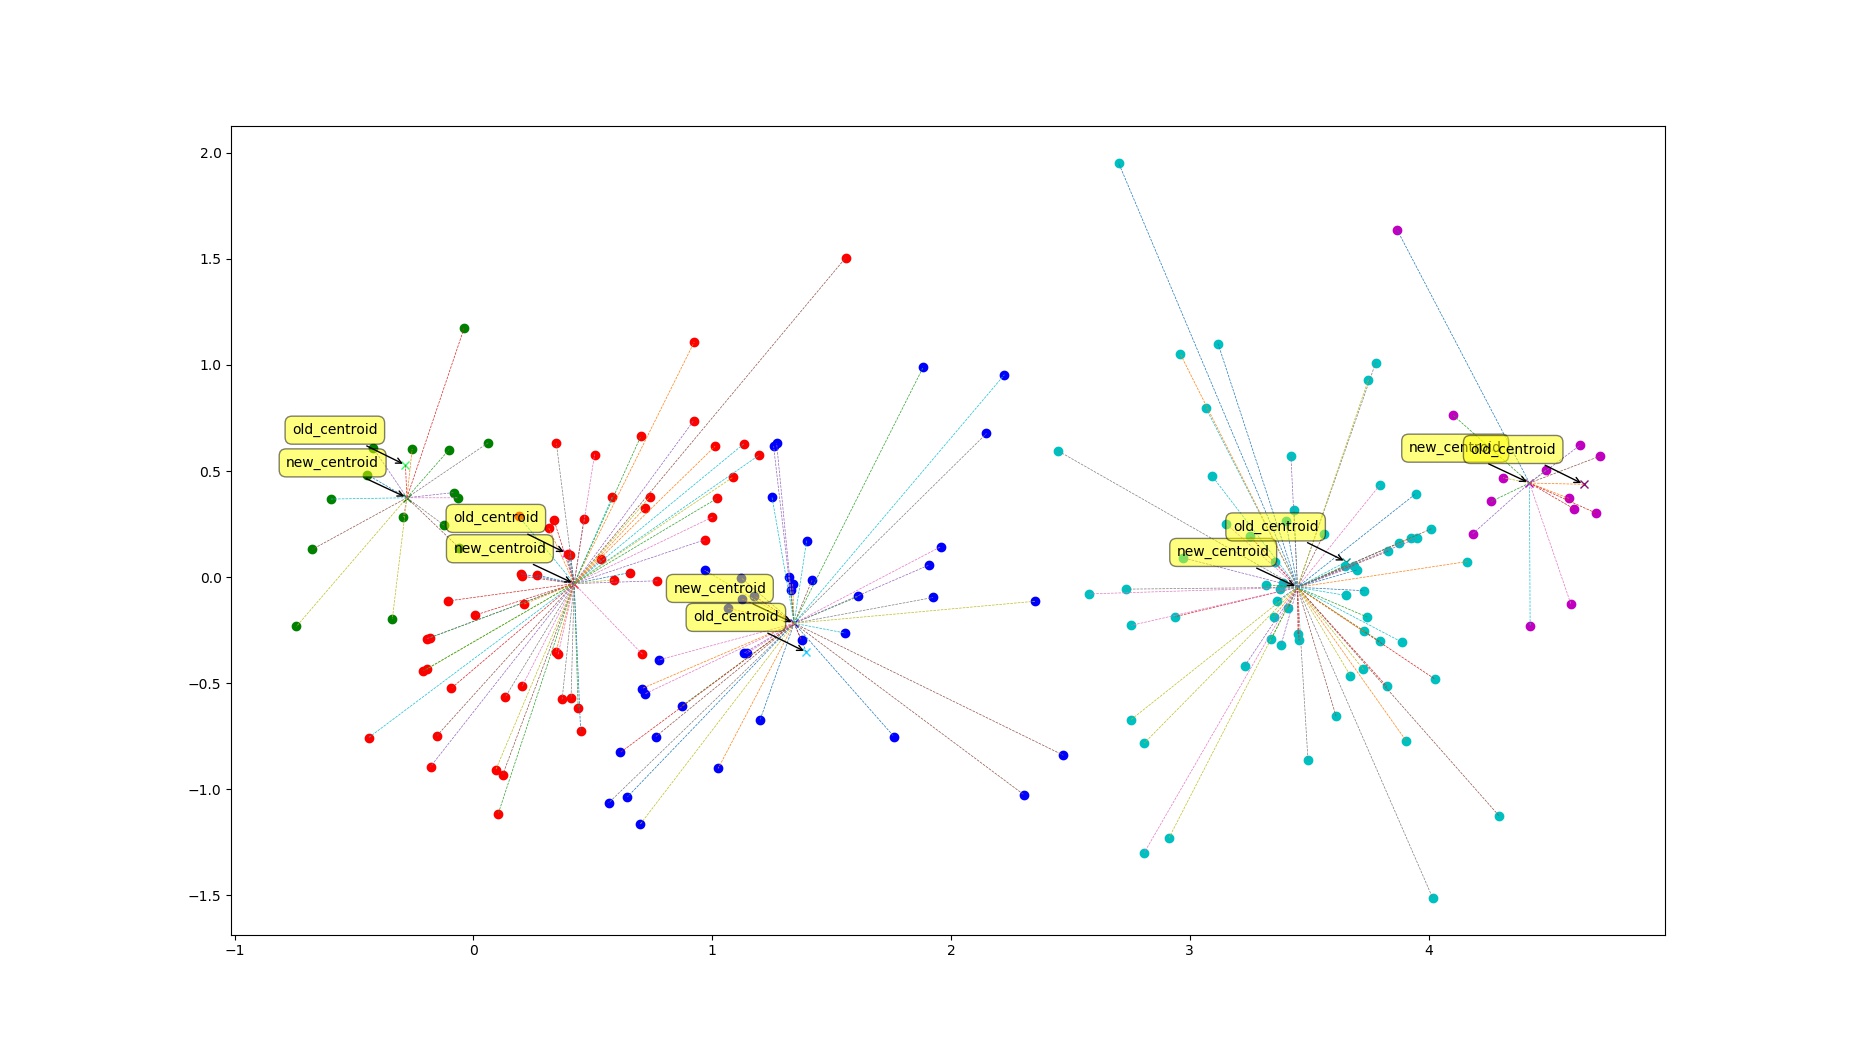 2.0
1.5
1.0
0.5
0.0
−0.5
−1.0
−1.5
old_centroid
new_centroid
old_centroid
new_centroid
new_centroid
old_centroid
old_centroid
new_centroid
new_centroid
old_centroid
−1
0
1
2
3
4